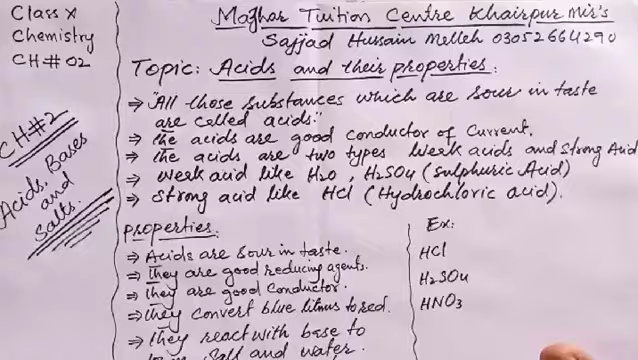 Class X
Chemistry
CH# 02
CH#2
Acids, Bases
and
Salts.
Moghar Tuition Centre Khairpur Mir's
Sajjad Hussain Melleh 03052664290
Topic: Acids and their properties.
⇒ "All those substances which are sour in taste
are called acids."
⇒ the acids are good conductor of Current.
⇒ the acids are two types Weak acids and Strong Acid
⇒ Weak acid like H2O, H2SO4 (Sulphuric Acid)
⇒ Strong acid like HCl (Hydrochloric acid).
properties.
⇒ Acids are sour in taste.
⇒ They are good reducing agents.
⇒ they are good Conductor.
⇒ they convert blue litmus to red.
⇒ they react with base to
Salt and water.
Ex:
HCl
H2SO4
HNO3